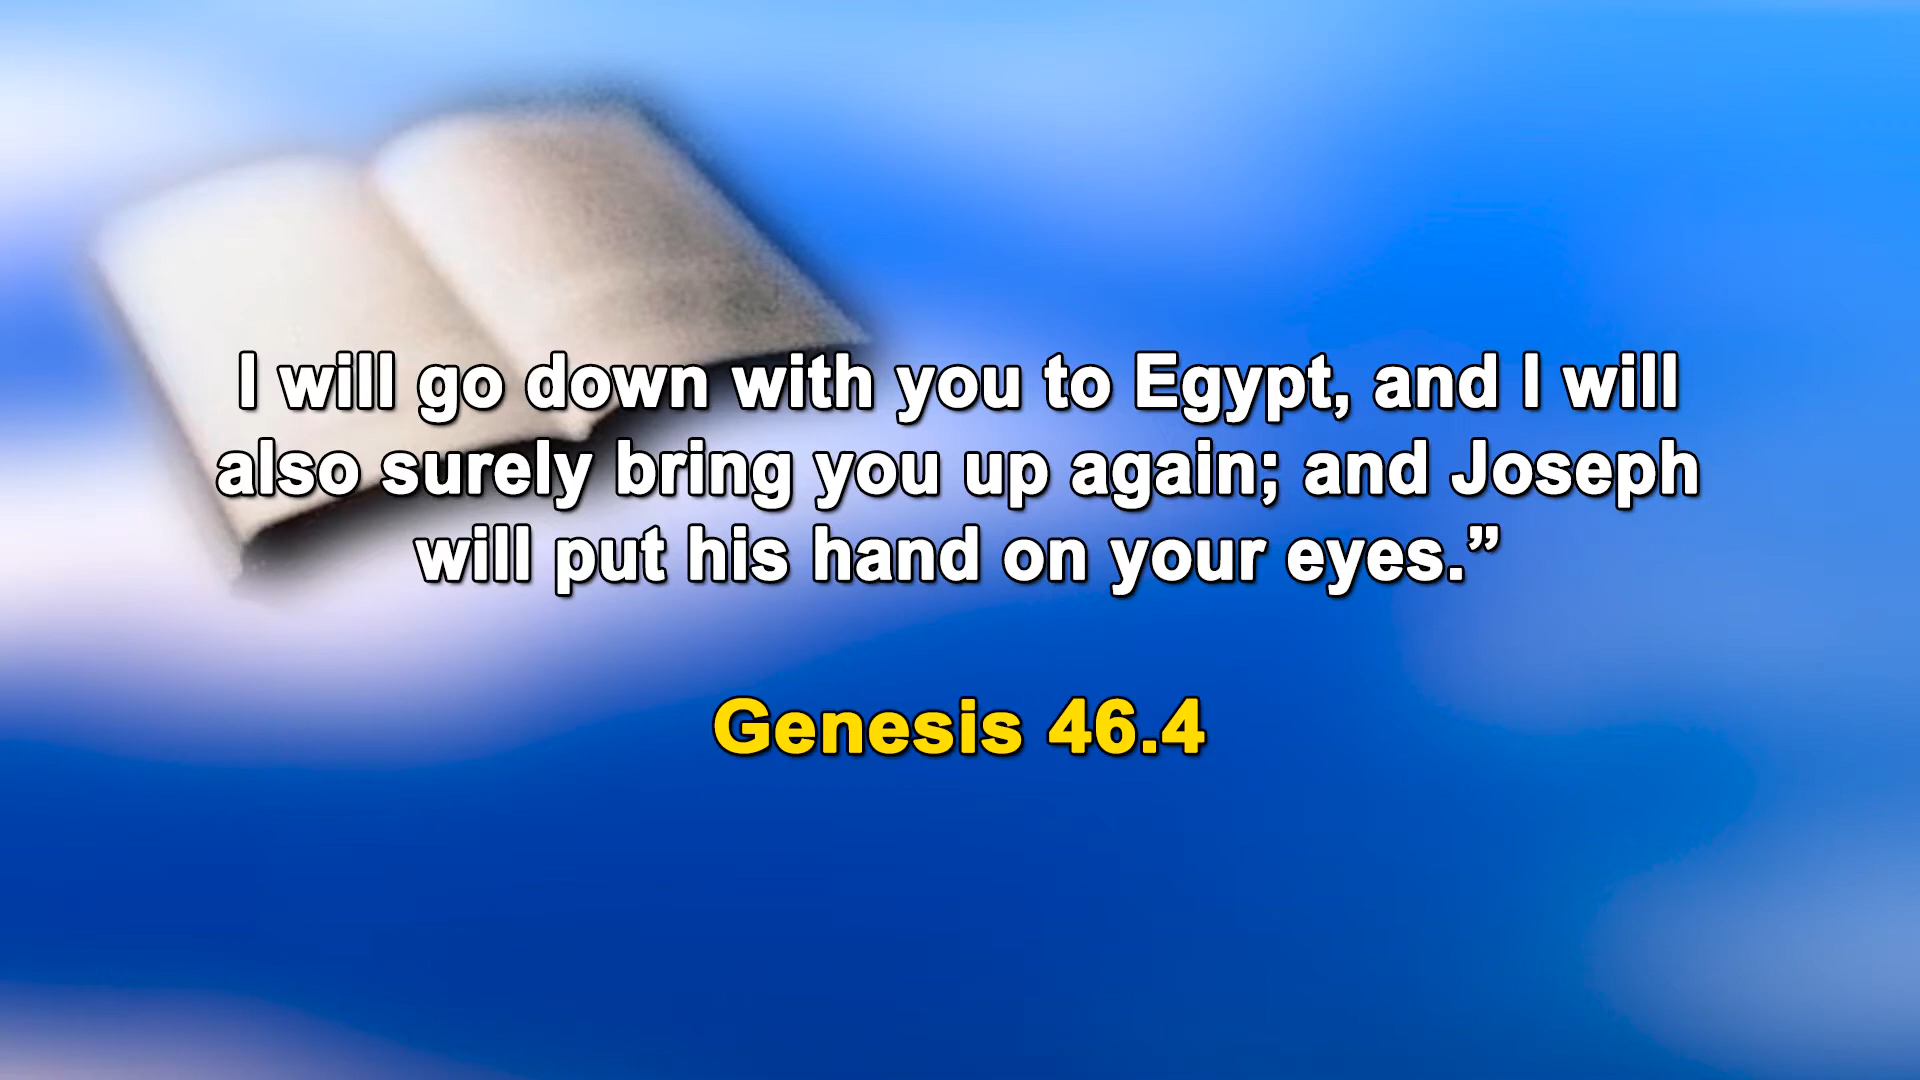 I will go down with you to Egypt, and I will
also surely bring you up again; and Joseph
will put his hand on your eyes.”
Genesis 46.4